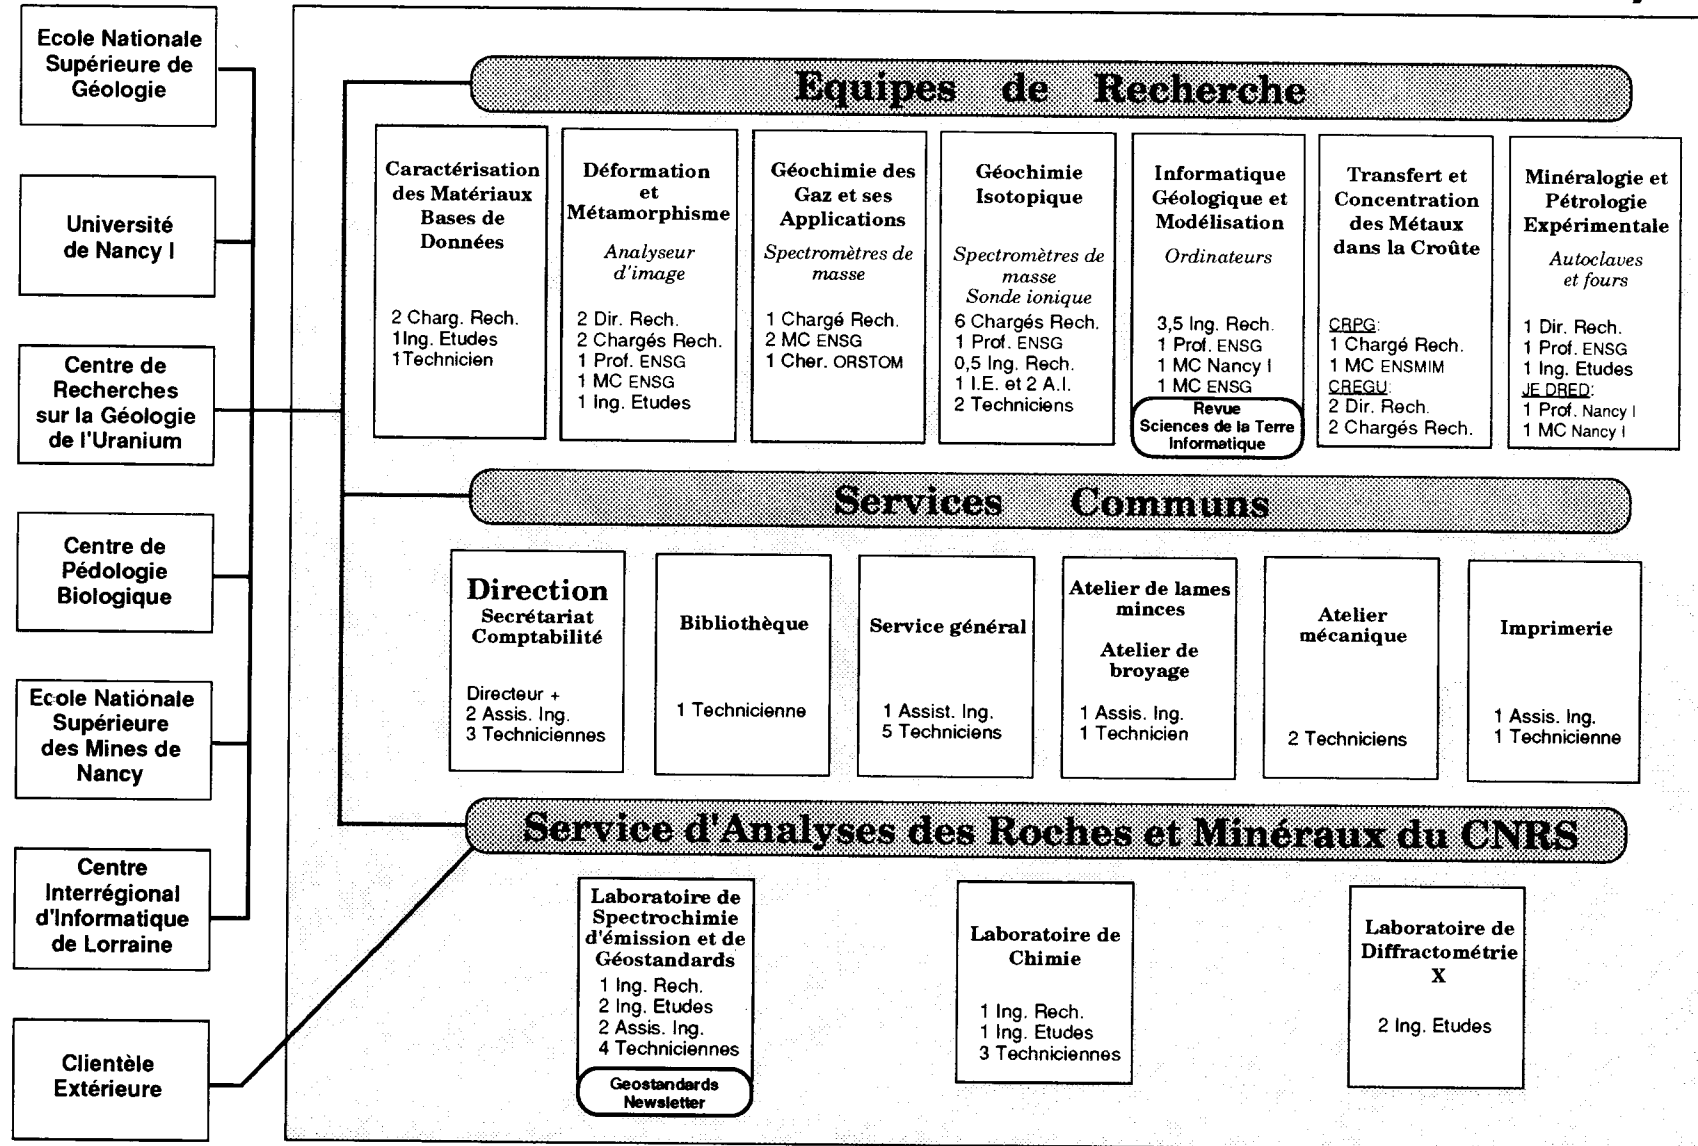 Ecole Nationale
Supérieure de
Géologie
Université
de Nancy I
Centre de
Recherches
sur la Géologie
de l'Uranium
Centre de
Pédologie
Biologique
Ecole Nationale
Supérieure
des Mines de
Nancy
Centre
Interrégional
d'Informatique
de Lorraine
Clientèle
Extérieure
Equipes de Recherche
Caractérisation
des Matériaux
Bases de
Données
2 Charg. Rech.
1Ing. Etudes
1Technicien
Déformation
et
Métamorphisme
Analyseur
d'image
2 Dir. Rech.
2 Chargés Rech.
1 Prof. ENSG
1 MC ENSG
1 Ing. Etudes
Géochimie des
Gaz et ses
Applications
Spectromètres de
masse
1 Chargé Rech.
2 MC ENSG
1 Cher. ORSTOM
Géochimie
Isotopique
Spectromètres de
masse
Sonde ionique
6 Chargés Rech.
1 Prof. ENSG
0,5 Ing. Rech.
1 I.E. et 2 A.I.
2 Techniciens
Informatique
Géologique et
Modélisation
Ordinateurs
3,5 Ing. Rech.
1 Prof. ENSG
1 MC Nancy I
1 MC ENSG
Revue
Sciences de la Terre
Informatique
Transfert et
Concentration
des Métaux
dans la Croûte
CRPG:
1 Chargé Rech.
1 MC ENSMIM
CREGU:
2 Dir. Rech.
2 Chargés Rech.
Minéralogie et
Pétrologie
Expérimentale
Autoclaves
et fours
1 Dir. Rech.
1 Prof. ENSG
1 Ing. Etudes
JE DRED:
1 Prof. Nancy I
1 MC Nancy I
Services Communs
Direction
Secrétariat
Comptabilité
Directeur +
2 Assis. Ing.
3 Techniciennes
Bibliothèque
1 Technicienne
Service général
1 Assist. Ing.
5 Techniciens
Atelier de lames
minces
Atelier de
broyage
1 Assis. Ing.
1 Technicien
Atelier
mécanique
2 Techniciens
Imprimerie
1 Assis. Ing.
1 Technicienne
Service d'Analyses des Roches et Minéraux du CNRS
Laboratoire de
Spectrochimie
d'émission et de
Géostandards
1 Ing. Rech.
2 Ing. Etudes
2 Assis. Ing.
4 Techniciennes
Geostandards
Newsletter
Laboratoire de
Chimie
1 Ing. Rech.
1 Ing. Etudes
3 Techniciennes
Laboratoire de
Diffractométrie
X
2 Ing. Etudes